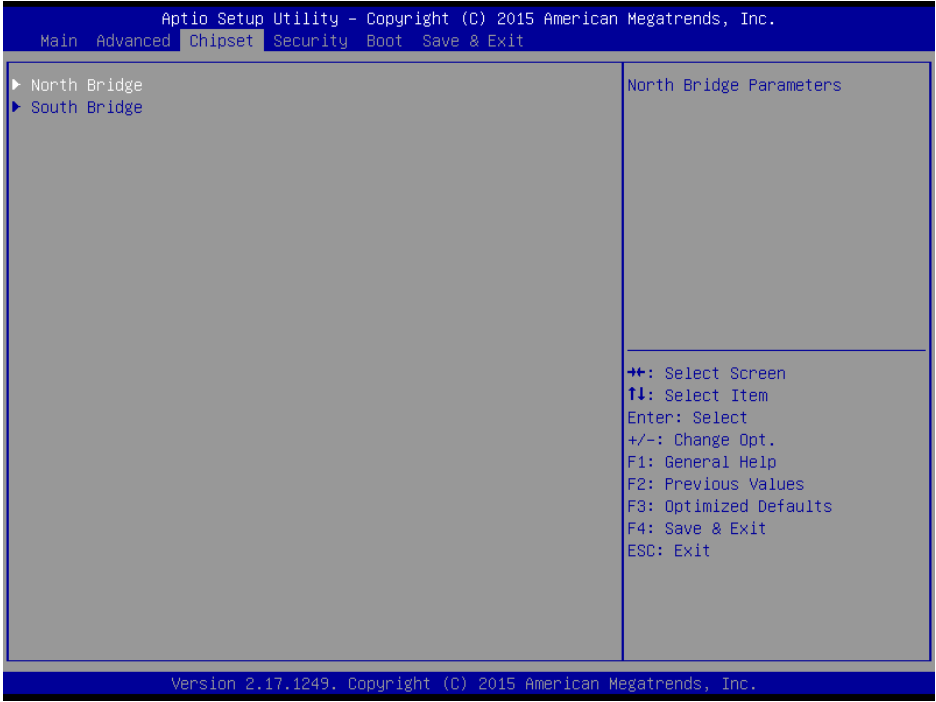 Aptio Setup Utility – Copyright (C) 2015 American Megatrends, Inc.
Main Advanced Chipset Security Boot Save & Exit
▶ North Bridge
▶ South Bridge
North Bridge Parameters
→←: Select Screen
↑↓: Select Item
Enter: Select
+/-: Change Opt.
F1: General Help
F2: Previous Values
F3: Optimized Defaults
F4: Save & Exit
ESC: Exit
Version 2.17.1249. Copyright (C) 2015 American Megatrends, Inc.